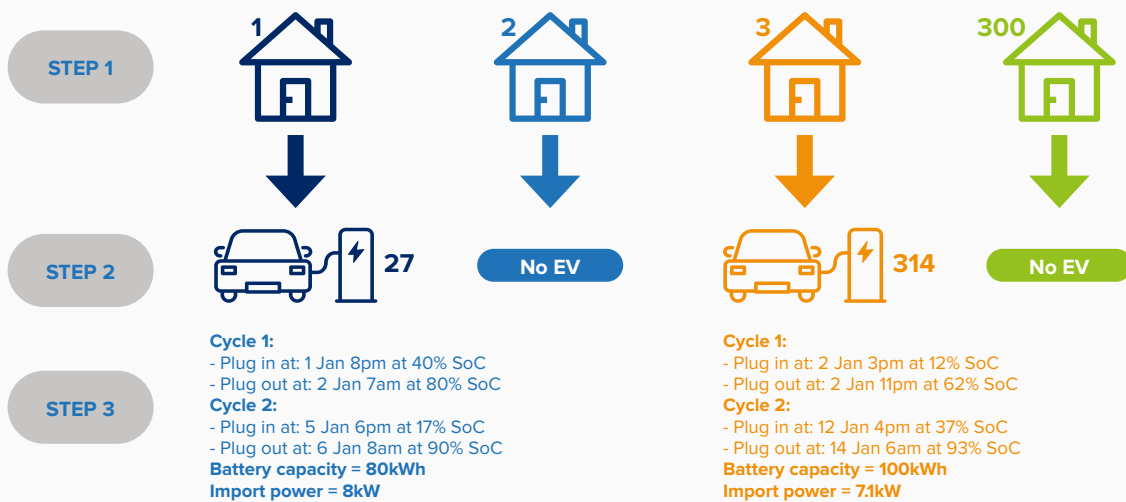 STEP 1
1
2
3
300
STEP 2
27
No EV
314
No EV
STEP 3
Cycle 1:
- Plug in at: 1 Jan 8pm at 40% SoC
- Plug out at: 2 Jan 7am at 80% SoC
Cycle 2:
- Plug in at: 5 Jan 6pm at 17% SoC
- Plug out at: 6 Jan 8am at 90% SoC
Battery capacity = 80kWh
Import power = 8kW
Cycle 1:
- Plug in at: 2 Jan 3pm at 12% SoC
- Plug out at: 2 Jan 11pm at 62% SoC
Cycle 2:
- Plug in at: 12 Jan 4pm at 37% SoC
- Plug out at: 14 Jan 6am at 93% SoC
Battery capacity = 100kWh
Import power = 7.1kW